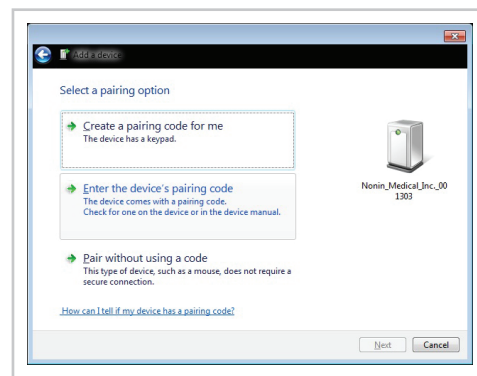 Add a device
Select a pairing option
Create a pairing code for me
The device has a keypad.
Enter the device's pairing code
The device comes with a pairing code.
Check for one on the device or in the device manual.
Pair without using a code
This type of device, such as a mouse, does not require a
secure connection.
How can I tell if my device has a pairing code?
Nonin_Medical_Inc._00
1303
Next
Cancel